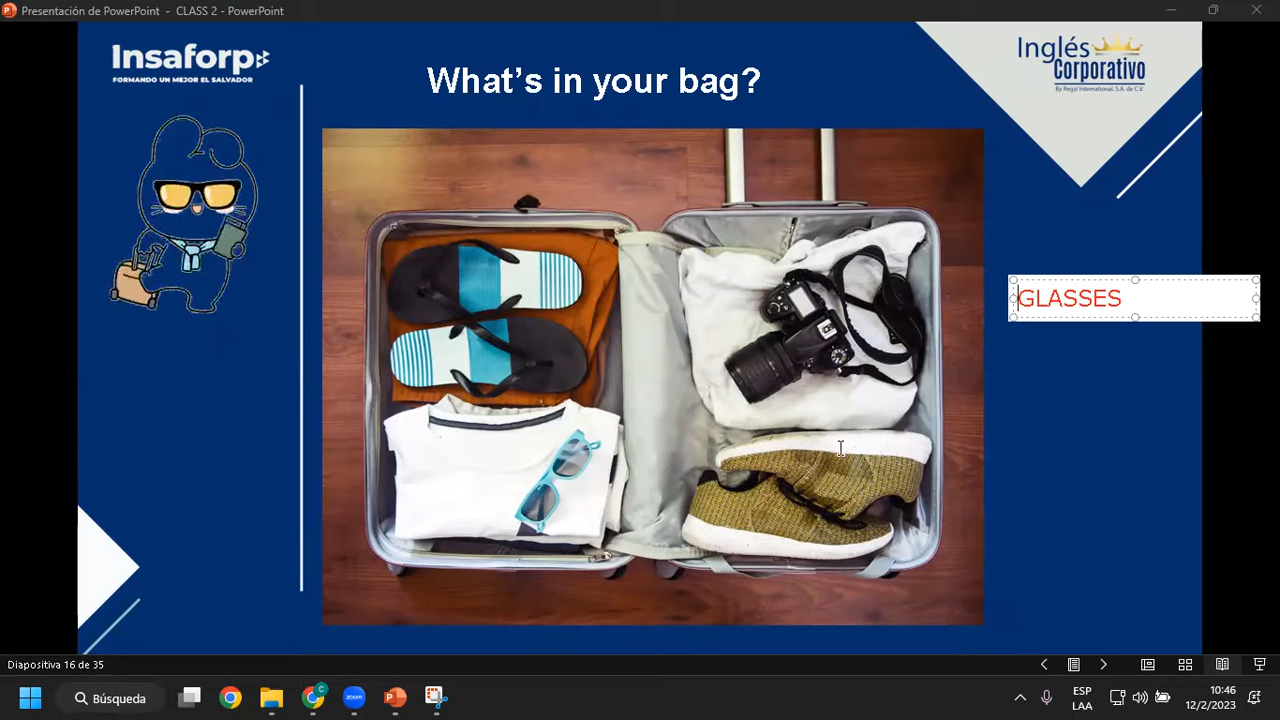 Presentación de PowerPoint - CLASS 2 - PowerPoint
Insaforp
FORMANDO UN MEJOR EL SALVADOR
What's in your bag?
Inglés
Corporativo
By Regal International, S.A. de C.V.
GLASSES
Diapositiva 16 de 35
Búsqueda
zoom
ESP
LAA
10:46
12/2/2023